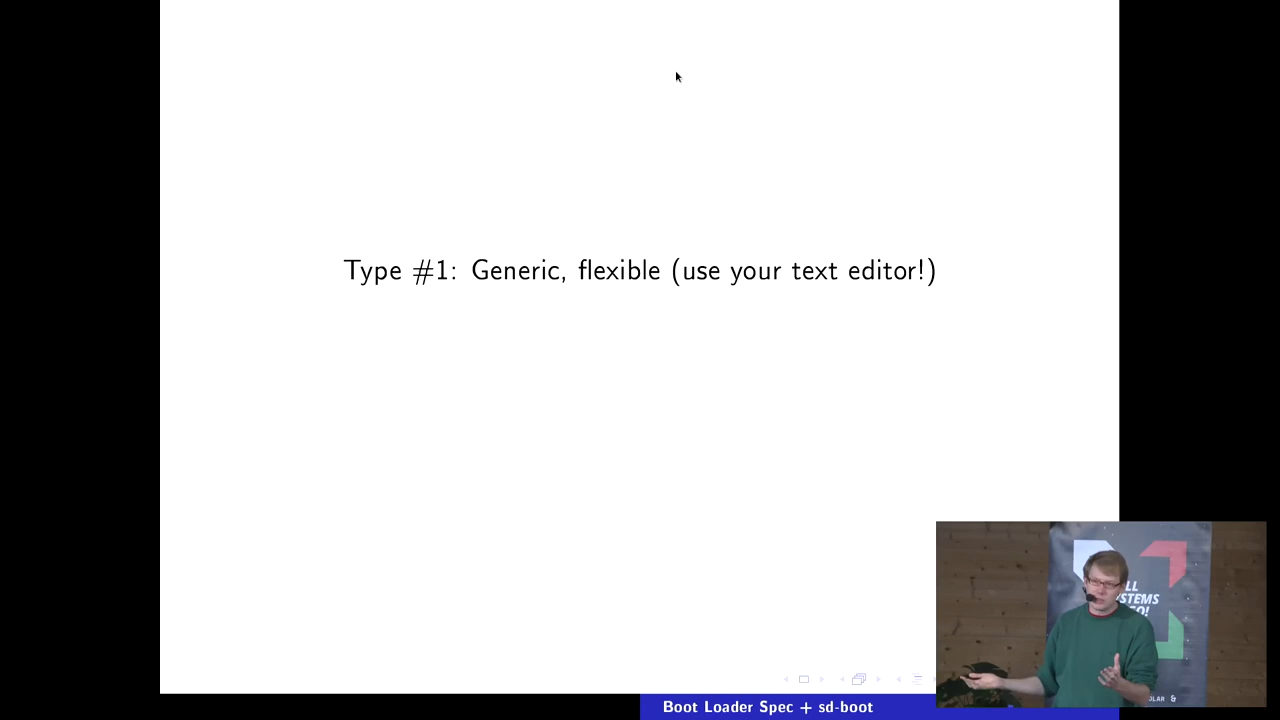 Type #1: Generic, flexible (use your text editor!)
Boot Loader Spec + sd-boot